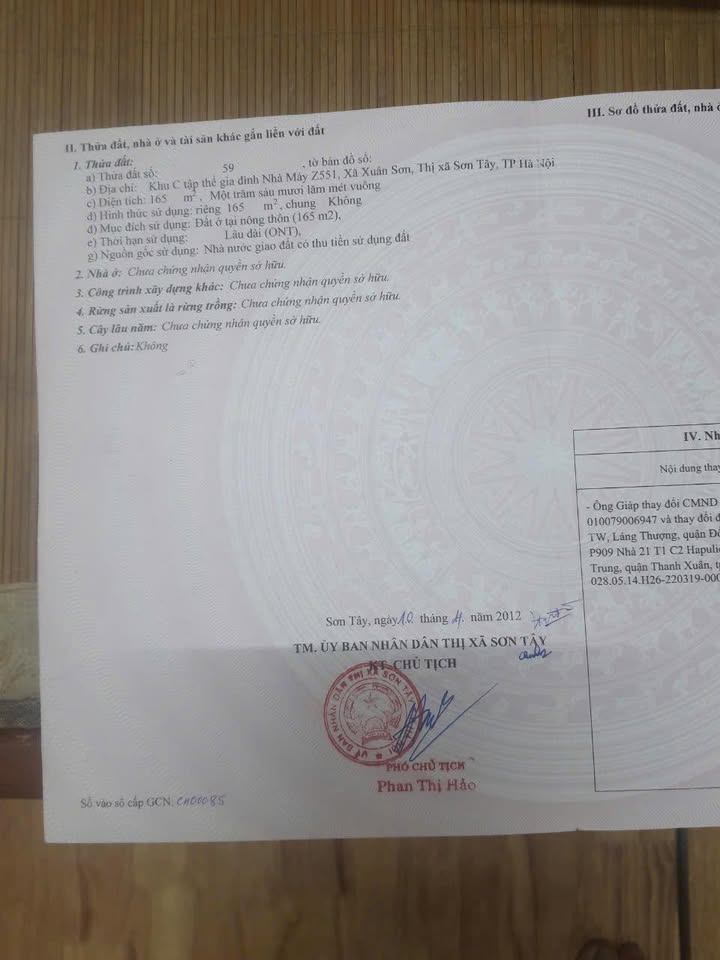 II. Thửa đất, nhà ở và tài sản khác gắn liền với đất
1. Thửa đất:
a) Thửa đất số: 59 , tờ bản đồ số:
b) Địa chỉ: Khu C tập thể gia đình Nhà Máy Z551, Xã Xuân Sơn, Thị xã Sơn Tây, TP Hà Nội
c) Diện tích: 165 m², Một trăm sáu mươi lăm mét vuông
d) Hình thức sử dụng: riêng 165 m², chung Không
đ) Mục đích sử dụng: Đất ở tại nông thôn (165 m2),
e) Thời hạn sử dụng: Lâu dài (ONT),
g) Nguồn gốc sử dụng: Nhà nước giao đất có thu tiền sử dụng đất
2. Nhà ở: Chưa chứng nhận quyền sở hữu.
3. Công trình xây dựng khác: Chưa chứng nhận quyền sở hữu.
4. Rừng sản xuất là rừng trồng: Chưa chứng nhận quyền sở hữu.
5. Cây lâu năm: Chưa chứng nhận quyền sở hữu.
6. Ghi chú: Không
Sơn Tây, ngày 10 tháng 4 năm 2012
TM. ỦY BAN NHÂN DÂN THỊ XÃ SƠN TÂY
KT. CHỦ TỊCH
ỦY BAN NHÂN DÂN THỊ XÃ SƠN TÂY
PHÓ CHỦ TỊCH
Phan Thị Hảo
Số vào sổ cấp GCN: CH00085
III. Sơ đồ thửa đất, nhà ở
IV. Nh
Nội dung thay
- Ông Giáp thay đổi CMND
010079006947 và thay đổi đ
TW, Láng Thượng, quận Đố
P909 Nhà 21 T1 C2 Hapulic
Trung, quận Thanh Xuân, t
028.05.14.H26-220319-000